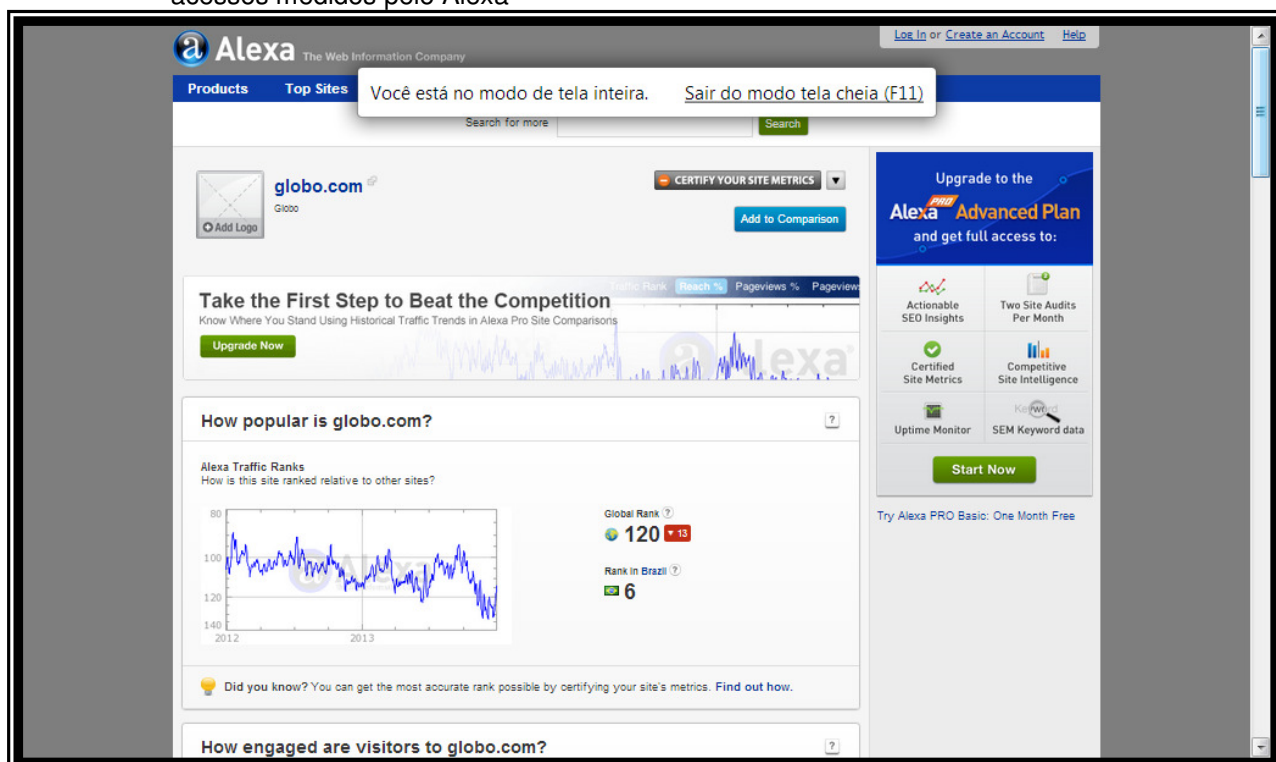 acessos medidos pelo Alexa
Log In or Create an Account Help
Alexa The Web Information Company
Products Top Sites
Você está no modo de tela inteira. Sair do modo tela cheia (F11)
Search for more Search
globo.com
Globo
Add Logo
CERTIFY YOUR SITE METRICS
Add to Comparison
Traffic Rank Reach % Pageviews % Pageview
Take the First Step to Beat the Competition
Know Where You Stand Using Historical Traffic Trends in Alexa Pro Site Comparisons
Upgrade Now
alexa
How popular is globo.com? ?
Alexa Traffic Ranks
How is this site ranked relative to other sites?
80
100
120
140
2012 2013
Alexa
Global Rank ?
120 13
Rank in Brazil ?
6
Did you know? You can get the most accurate rank possible by certifying your site's metrics. Find out how.
How engaged are visitors to globo.com? ?
Upgrade to the
Alexa PRO Advanced Plan
and get full access to:
Actionable
SEO Insights
Two Site Audits
Per Month
Certified
Site Metrics
Competitive
Site Intelligence
Uptime Monitor
Keyword
SEM Keyword data
Start Now
Try Alexa PRO Basic: One Month Free